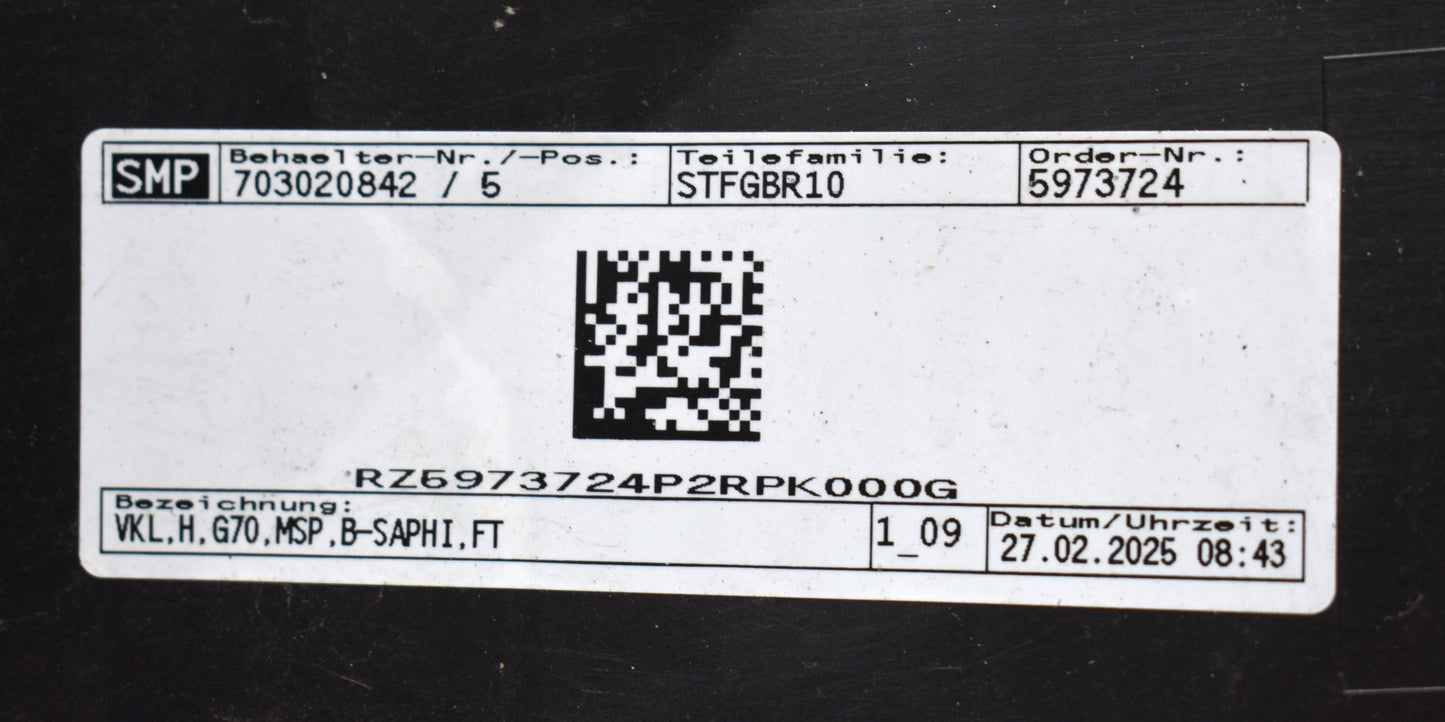 SMP Behaelter-Nr./-Pos.: Teilefamilie: Order-Nr.:
703020842 / 5 STFGBR10 5973724
RZ5973724P2RPK000G
Bezeichnung: Datum/Uhrzeit:
VKL,H,G70,MSP,B-SAPHI,FT 1_09 27.02.2025 08:43